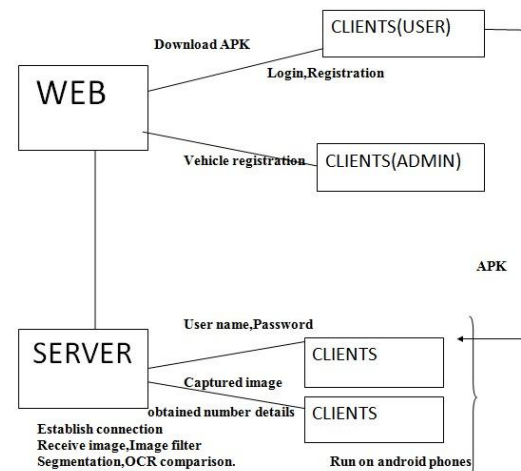 CLIENTS(USER)
Download APK
Login,Registration
WEB
Vehicle registration
CLIENTS(ADMIN)
APK
User name,Password
SERVER
CLIENTS
Captured image
obtained number details
CLIENTS
Establish connection
Receive image,Image filter
Segmentation,OCR comparison.
Run on android phones